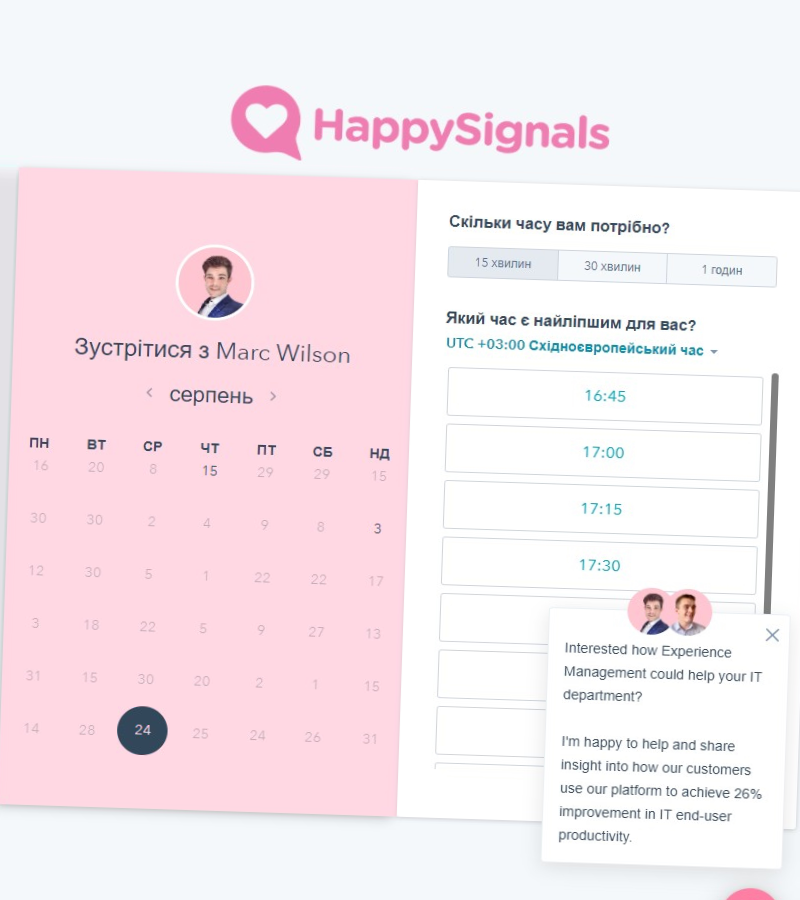 HappySignals
Зустрітися з Marc Wilson
серпень
ПН ВТ СР ЧТ ПТ СБ НД
16 20 8 15 29 29 15
30 30 2 4 9 8 3
12 30 5 1 22 22 17
3 18 22 5 9 27 13
31 15 30 20 2 1 15
14 28 24 25 24 26 31
Скільки часу вам потрібно?
15 хвилин 30 хвилин 1 годин
Який час є найліпшим для вас?
UTC +03:00 Східноєвропейський час
16:45
17:00
17:15
17:30
Interested how Experience
Management could help your IT
department?
I'm happy to help and share
insight into how our customers
use our platform to achieve 26%
improvement in IT end-user
productivity.